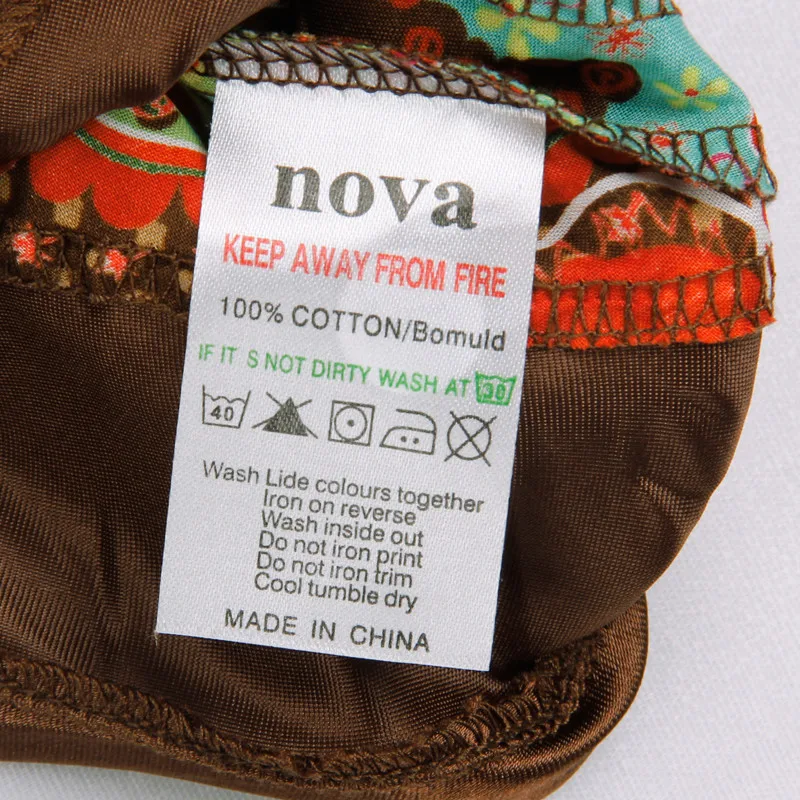 nova
KEEP AWAY FROM FIRE
100% COTTON/Bomuld
IF IT S NOT DIRTY WASH AT 30
40
Wash Lide colours together
Iron on reverse
Wash inside out
Do not iron print
Do not iron trim
Cool tumble dry
MADE IN CHINA